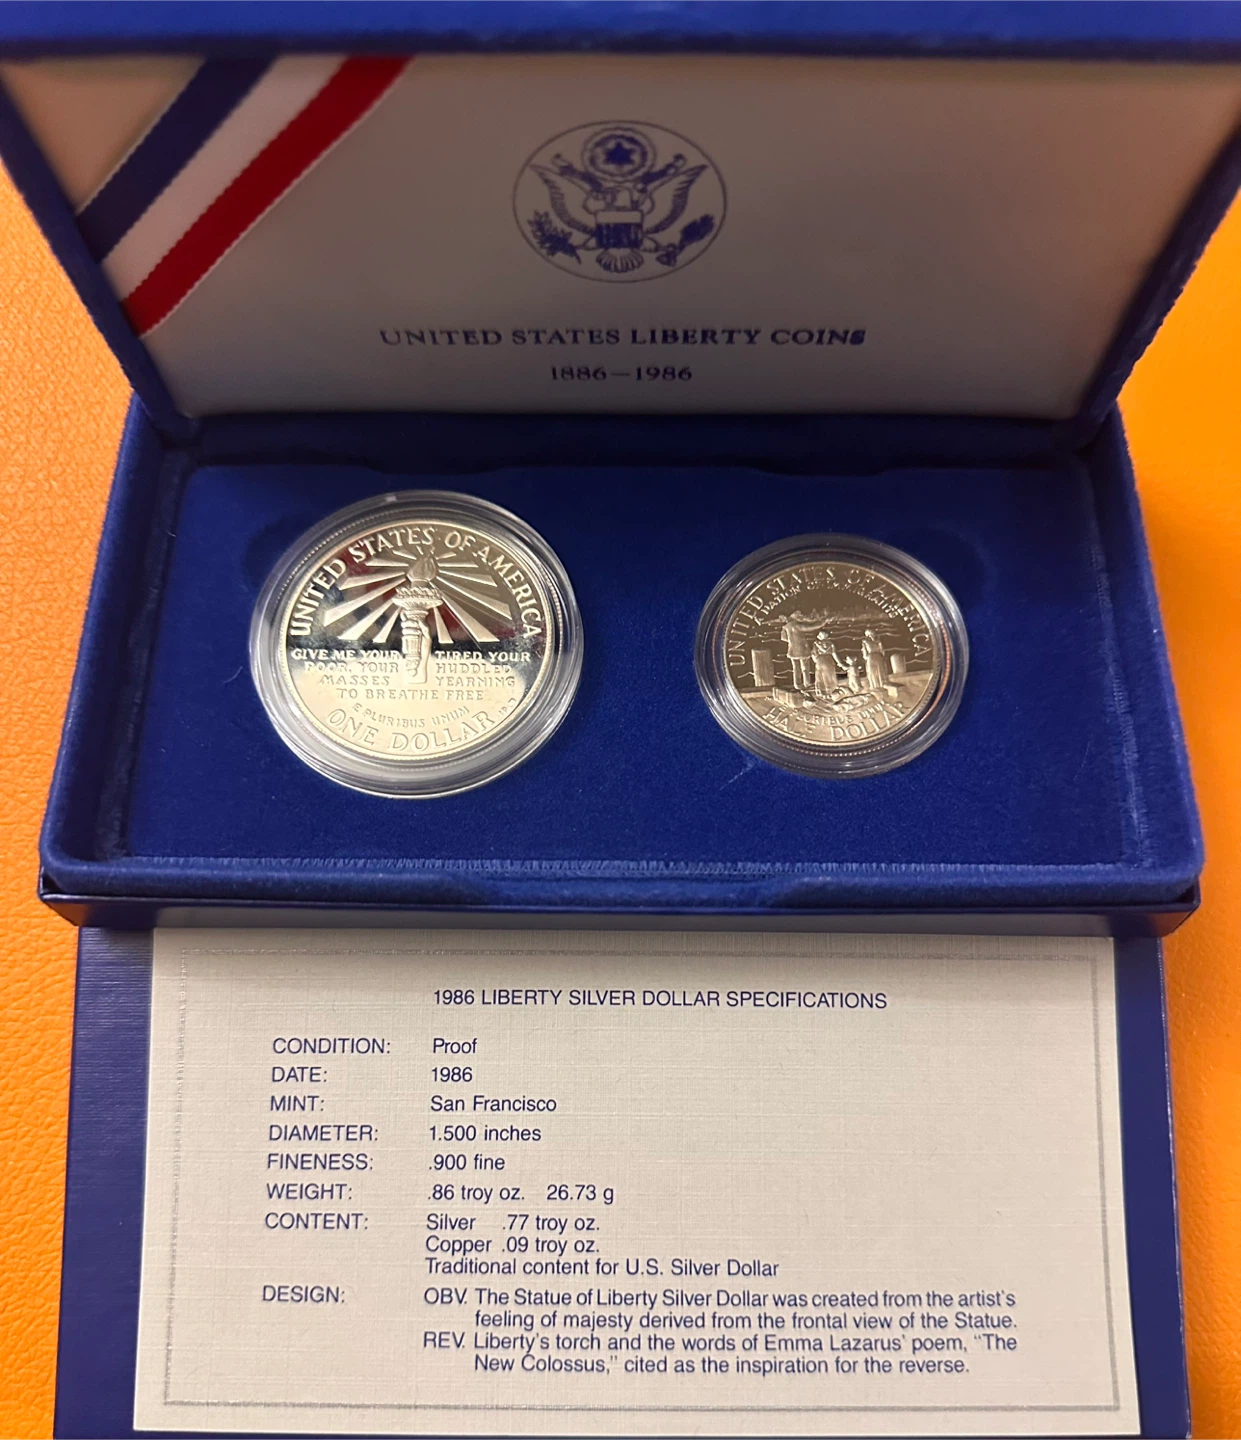 UNITED STATES LIBERTY COINS
1886–1986
UNITED STATES OF AMERICA
GIVE ME YOUR TIRED, YOUR
POOR, YOUR HUDDLED
MASSES YEARNING
TO BREATHE FREE
E PLURIBUS UNUM
ONE DOLLAR
UNITED STATES OF AMERICA
A NATION OF IMMIGRANTS
PLURIBUS UNUM
HALF DOLLAR
1986 LIBERTY SILVER DOLLAR SPECIFICATIONS
CONDITION: Proof
DATE: 1986
MINT: San Francisco
DIAMETER: 1.500 inches
FINENESS: .900 fine
WEIGHT: .86 troy oz. 26.73 g
CONTENT: Silver .77 troy oz.
Copper .09 troy oz.
Traditional content for U.S. Silver Dollar
DESIGN: OBV. The Statue of Liberty Silver Dollar was created from the artist's
feeling of majesty derived from the frontal view of the Statue.
REV. Liberty's torch and the words of Emma Lazarus' poem, "The
New Colossus," cited as the inspiration for the reverse.